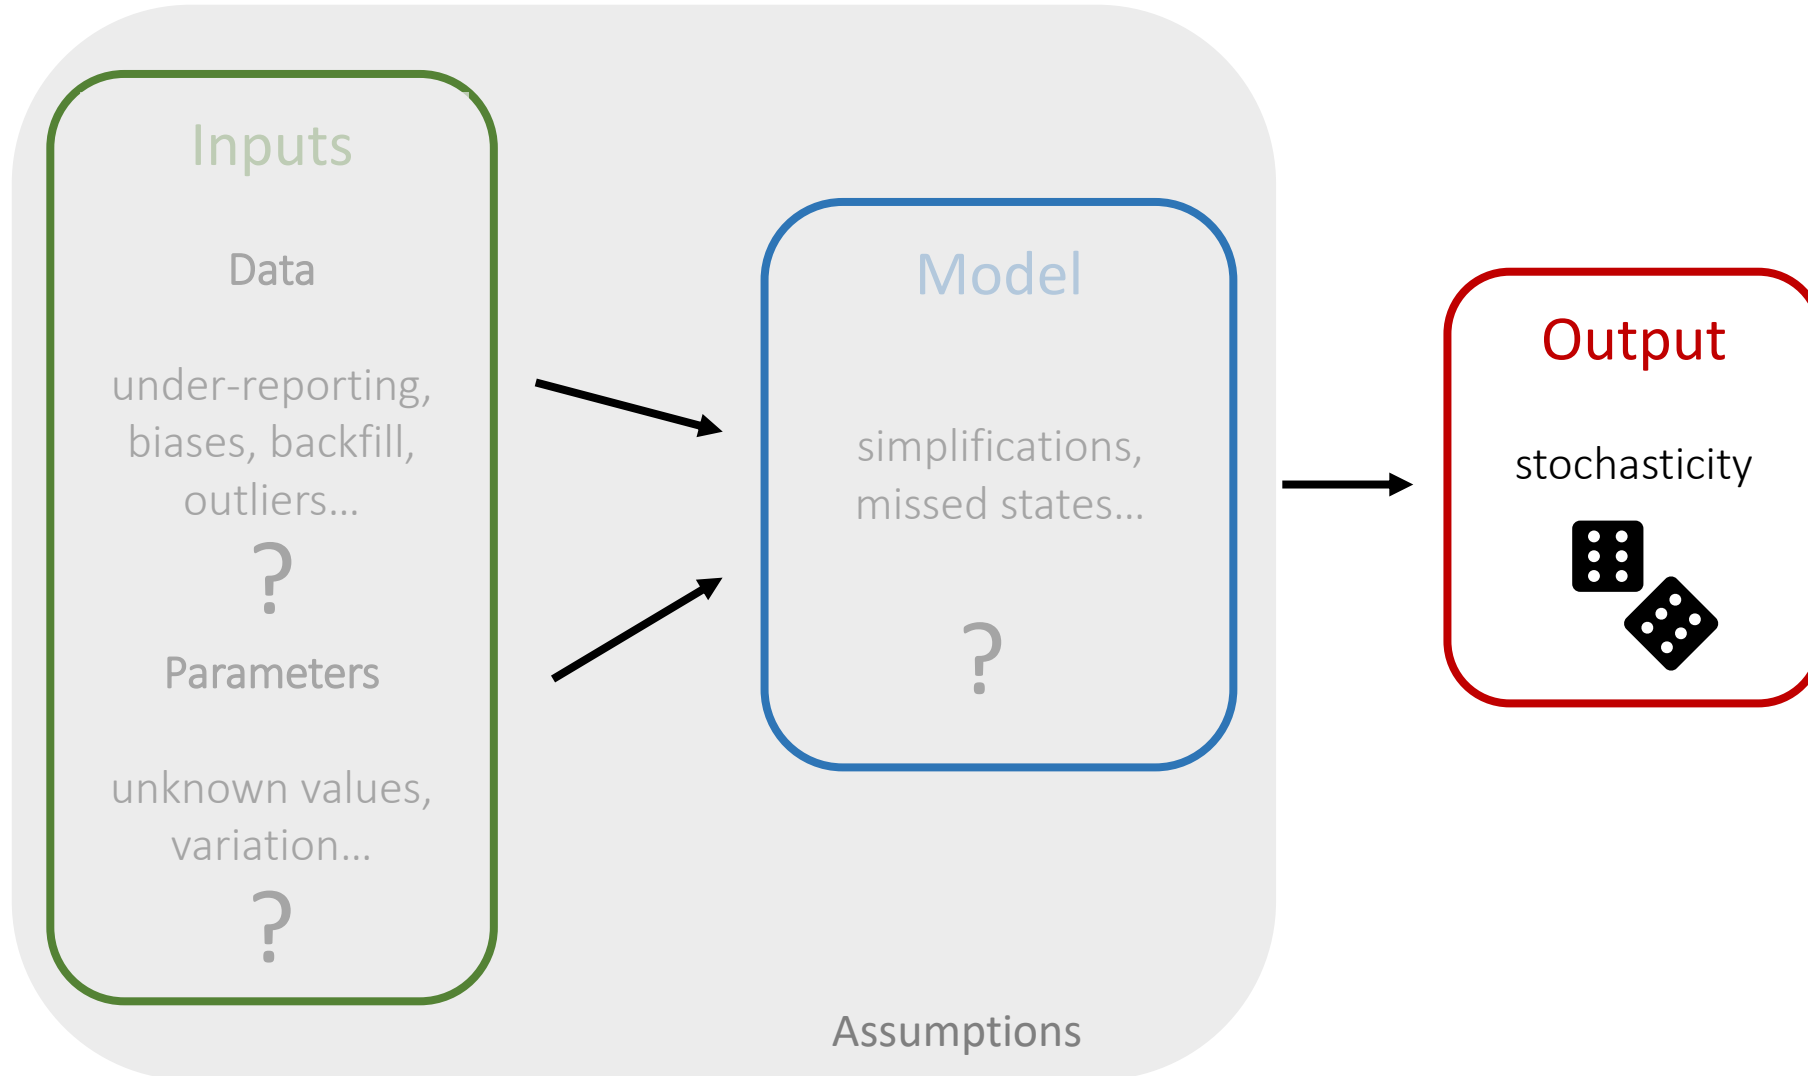 Inputs
Data
under-reporting,
biases, backfill,
outliers...
?
Parameters
unknown values,
variation...
?
Model
simplifications,
missed states...
?
Output
stochasticity
Assumptions